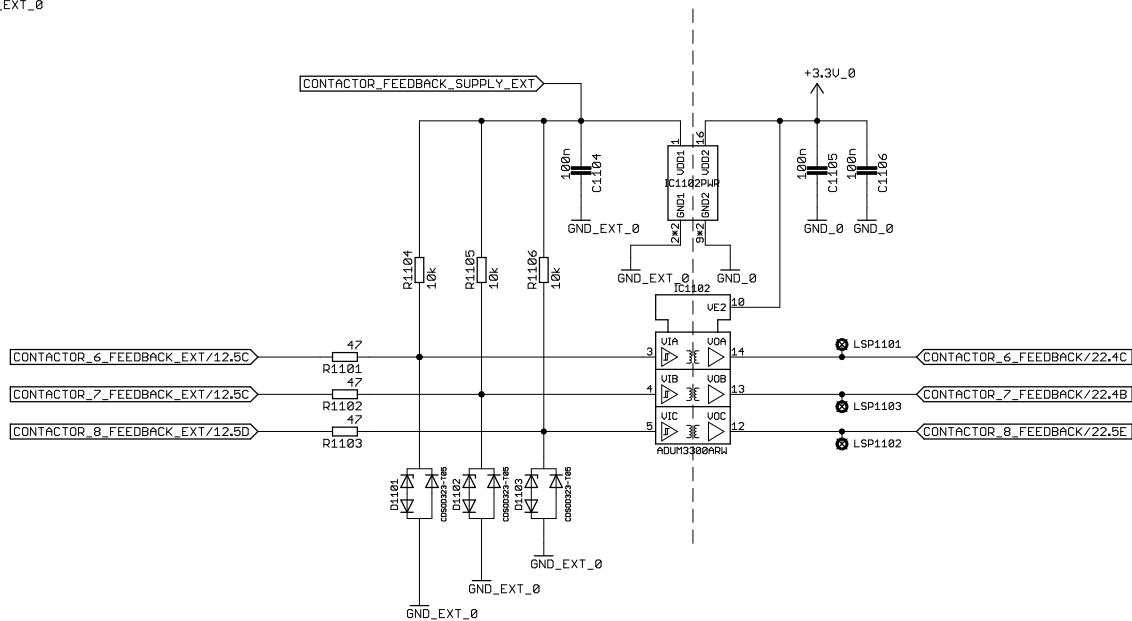 _EXT_0
CONTACTOR_FEEDBACK_SUPPLY_EXT
+3.3V_0
1
16
VDD1
VDD2
IC1102PWR
GND1
GND2
2*2
9*2
100n
C1104
100n
C1105
100n
C1106
GND_EXT_0
GND_0
GND_0
GND_EXT_0
GND_0
R1104
10k
R1105
10k
R1106
10k
IC1102
VE2
10
CONTACTOR_6_FEEDBACK_EXT/12.5C
47
R1101
3
VIA
VOA
14
LSP1101
CONTACTOR_6_FEEDBACK/22.4C
CONTACTOR_7_FEEDBACK_EXT/12.5C
47
R1102
4
VIB
VOB
13
LSP1103
CONTACTOR_7_FEEDBACK/22.4B
CONTACTOR_8_FEEDBACK_EXT/12.5D
47
R1103
5
VIC
VOC
12
LSP1102
CONTACTOR_8_FEEDBACK/22.5E
ADUM3300ARW
D1101
CDSOD323-T05
D1102
CDSOD323-T05
D1103
CDSOD323-T05
GND_EXT_0
GND_EXT_0
GND_EXT_0